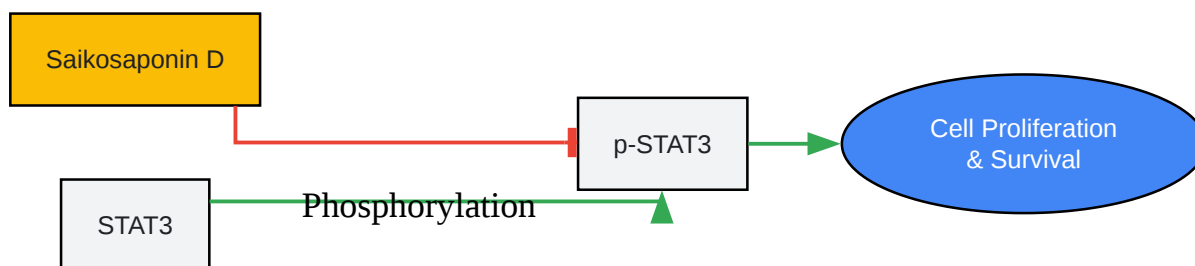 Saikosaponin D
p-STAT3
Cell Proliferation
& Survival
Phosphorylation
STAT3